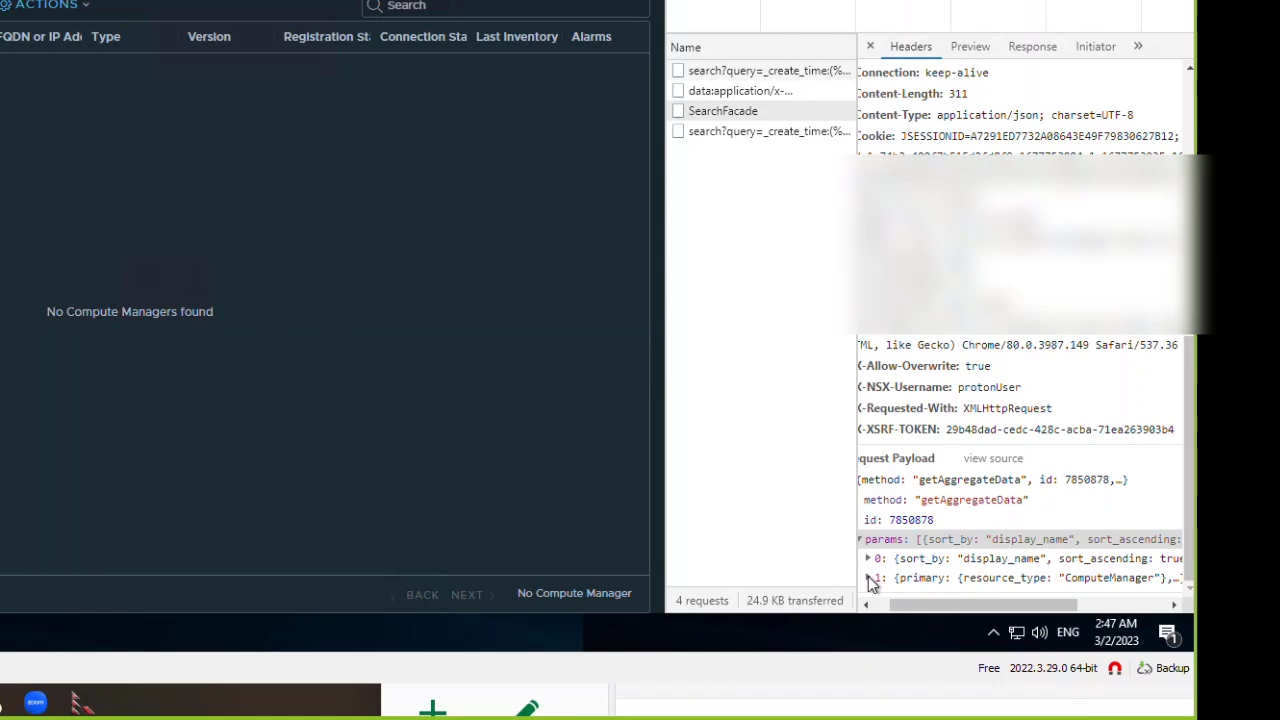 ACTIONS
Search
FQDN or IP Add Type Version Registration Sta Connection Sta Last Inventory Alarms
No Compute Managers found
BACK NEXT No Compute Manager
Name
search?query=_create_time:(%...
data:application/x-...
SearchFacade
search?query=_create_time:(%...
4 requests 24.9 KB transferred
× Headers Preview Response Initiator »
Connection: keep-alive
Content-Length: 311
Content-Type: application/json; charset=UTF-8
Cookie: JSESSIONID=A7291ED7732A08643E49F79830627B12;
TML, like Gecko) Chrome/80.0.3987.149 Safari/537.36
X-Allow-Overwrite: true
X-NSX-Username: protonUser
X-Requested-With: XMLHttpRequest
X-XSRF-TOKEN: 29b48dad-cedc-428c-acba-71ea263903b4
quest Payload view source
{method: "getAggregateData", id: 7850878,…}
method: "getAggregateData"
id: 7850878
params: [{sort_by: "display_name", sort_ascending:
0: {sort_by: "display_name", sort_ascending: true
1: {primary: {resource_type: "ComputeManager"},…
ENG
2:47 AM
3/2/2023
1
Free 2022.3.29.0 64-bit Backup
zoom